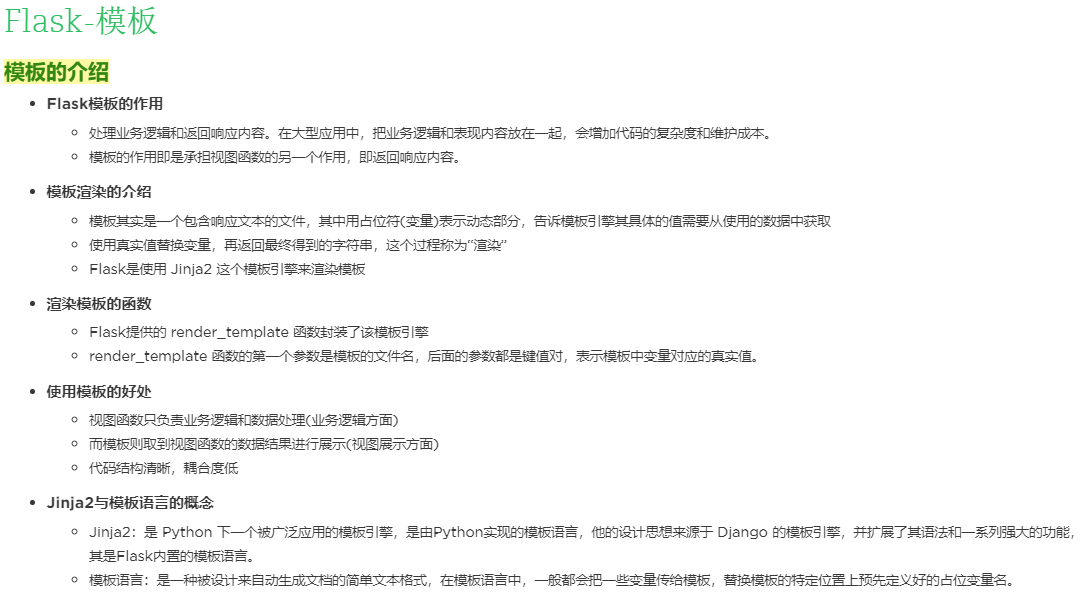 Flask-模板
模板的介绍
Flask模板的作用
处理业务逻辑和返回响应内容。在大型应用中，把业务逻辑和表现内容放在一起，会增加代码的复杂度和维护成本。
模板的作用即是承担视图函数的另一个作用，即返回响应内容。
模板渲染的介绍
模板其实是一个包含响应文本的文件，其中用占位符(变量)表示动态部分，告诉模板引擎其具体的值需要从使用的数据中获取
使用真实值替换变量，再返回最终得到的字符串，这个过程称为“渲染”
Flask是使用 Jinja2 这个模板引擎来渲染模板
渲染模板的函数
Flask提供的 render_template 函数封装了该模板引擎
render_template 函数的第一个参数是模板的文件名，后面的参数都是键值对，表示模板中变量对应的真实值。
使用模板的好处
视图函数只负责业务逻辑和数据处理(业务逻辑方面)
而模板则取到视图函数的数据结果进行展示(视图展示方面)
代码结构清晰，耦合度低
Jinja2与模板语言的概念
Jinja2：是 Python 下一个被广泛应用的模板引擎，是由Python实现的模板语言，他的设计思想来源于 Django 的模板引擎，并扩展了其语法和一系列强大的功能，
其是Flask内置的模板语言。
模板语言：是一种被设计来自动生成文档的简单文本格式，在模板语言中，一般都会把一些变量传给模板，替换模板的特定位置上预先定义好的占位变量名。